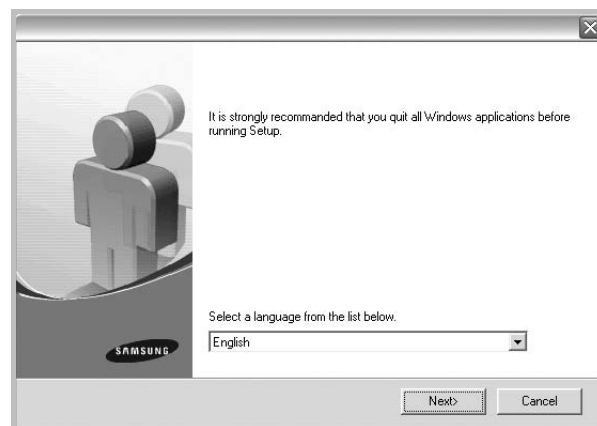 It is strongly recommanded that you quit all Windows applications before
running Setup.
Select a language from the list below.
English
SAMSUNG
Next>
Cancel